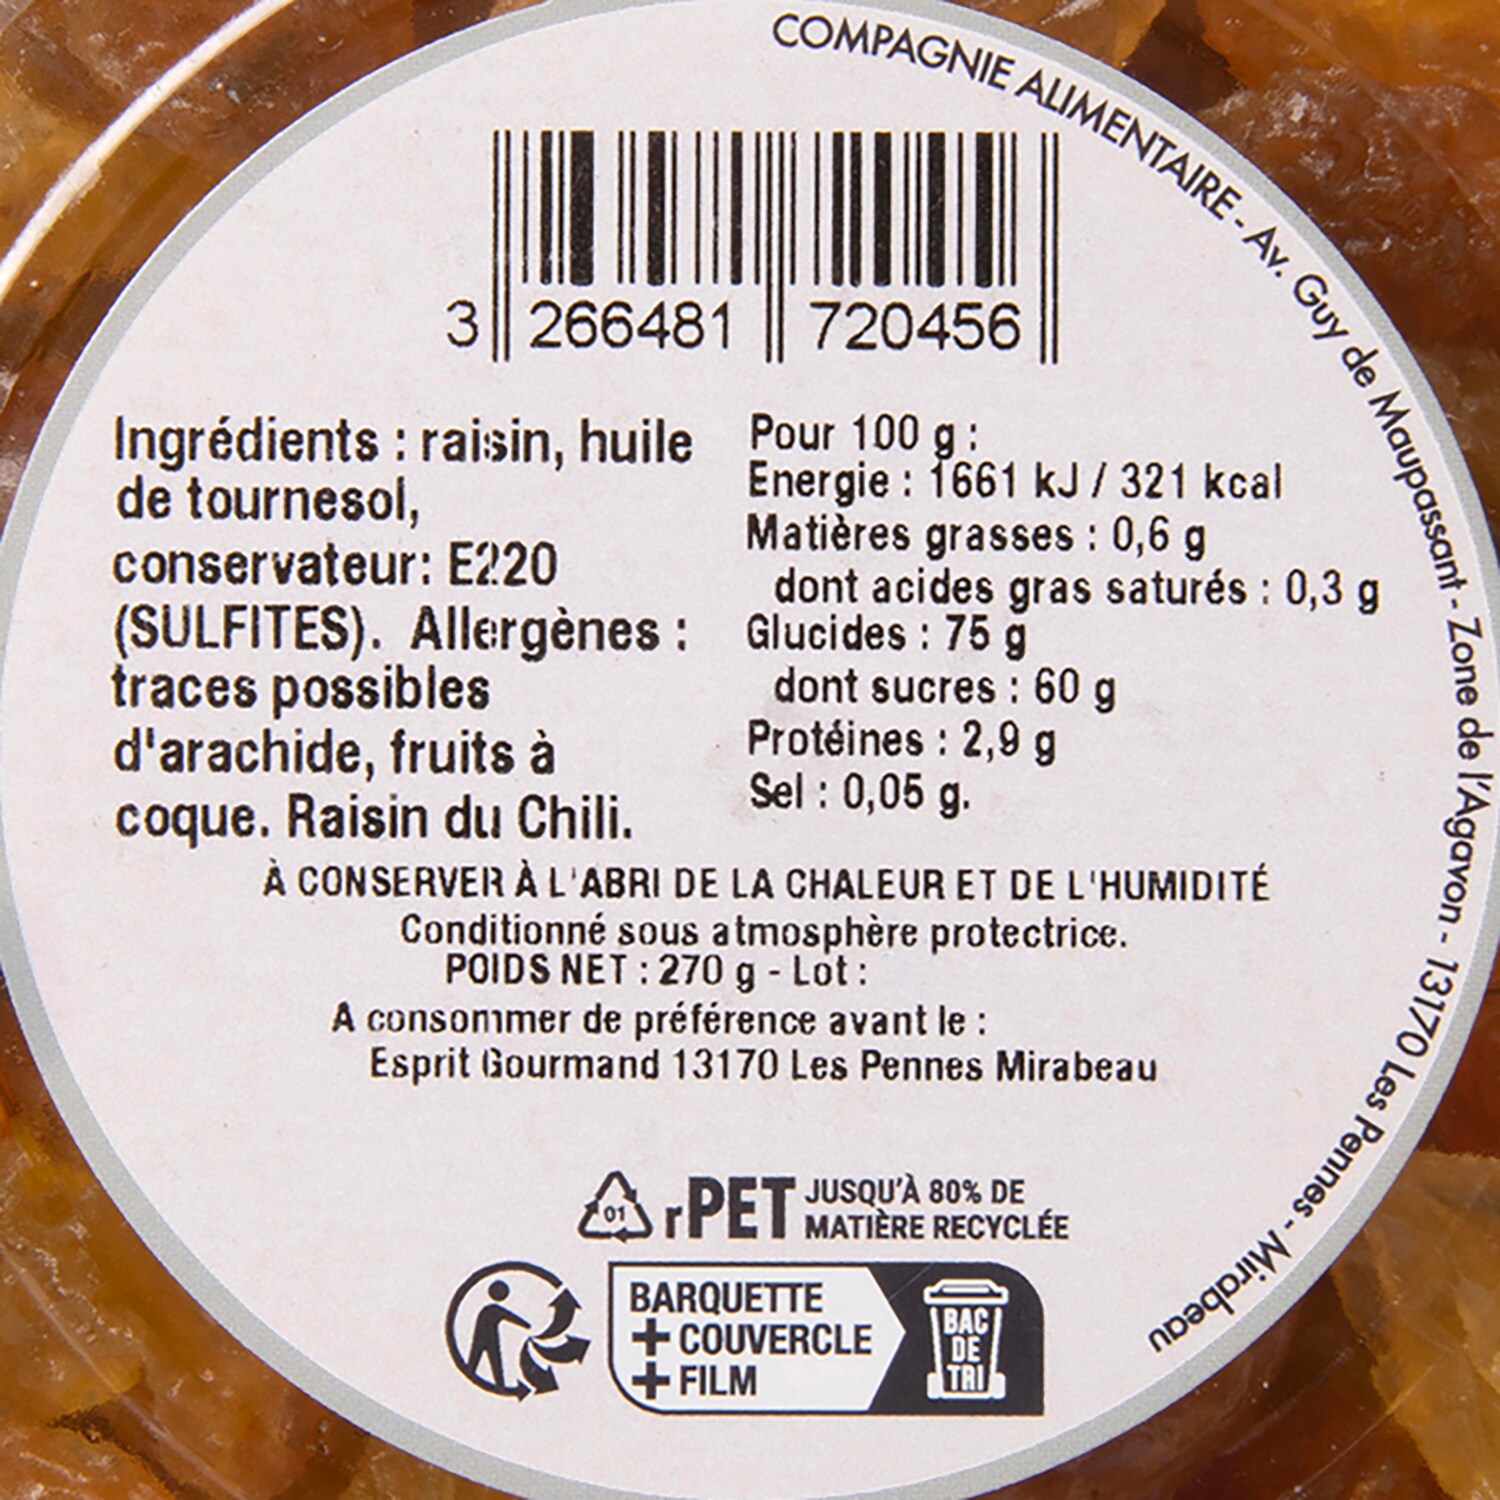 COMPAGNIE ALIMENTAIRE - Av. Guy de Maupassant - Zone de l'Agavon - 13170 Les Pennes - Mirabeau
3 266481 720456
Ingrédients : raisin, huile
de tournesol,
conservateur: E220
(SULFITES). Allergènes :
traces possibles
d'arachide, fruits à
coque. Raisin du Chili.
Pour 100 g :
Energie : 1661 kJ / 321 kcal
Matières grasses : 0,6 g
dont acides gras saturés : 0,3 g
Glucides : 75 g
dont sucres : 60 g
Protéines : 2,9 g
Sel : 0,05 g.
À CONSERVER À L'ABRI DE LA CHALEUR ET DE L'HUMIDITÉ
Conditionné sous atmosphère protectrice.
POIDS NET : 270 g - Lot :
A consommer de préférence avant le :
Esprit Gourmand 13170 Les Pennes Mirabeau
01 rPET JUSQU'À 80% DE
MATIÈRE RECYCLÉE
BARQUETTE
+ COUVERCLE
+ FILM
BAC
DE
TRI